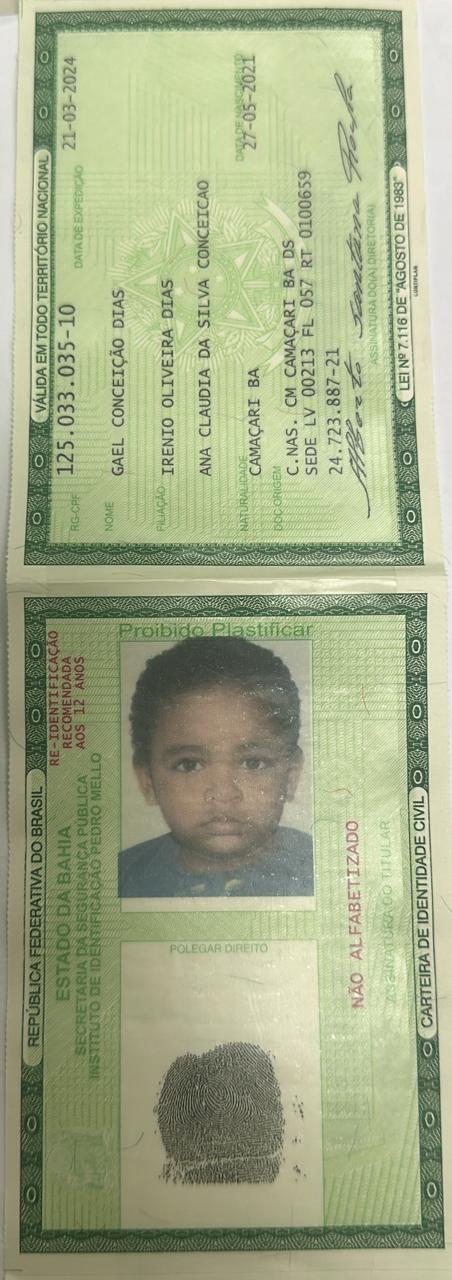 VÁLIDA EM TODO TERRITÓRIO NACIONAL
RG-CPF 125.033.035-10
DATA DE EXPEDIÇÃO 21-03-2024
NOME GAEL CONCEIÇÃO DIAS
FILIAÇÃO IRENIO OLIVEIRA DIAS
ANA CLAUDIA DA SILVA CONCEICAO
NATURALIDADE CAMAÇARI BA
DATA DE NASCIMENTO 27-05-2021
DOC ORIGEM C.NAS. CM CAMAÇARI BA DS
SEDE LV 00213 FL 057 RT 0100659
24.723.887-21
ASSINATURA DO(A) DIRETOR(A)
LEI Nº 7.116 DE "AGOSTO DE 1983"
REPÚBLICA FEDERATIVA DO BRASIL
ESTADO DA BAHIA
SECRETARIA DA SEGURANÇA PÚBLICA
INSTITUTO DE IDENTIFICAÇÃO PEDRO MELLO
RE-IDENTIFICAÇÃO
RECOMENDADA
AOS 12 ANOS
Proibido Plastificar
POLEGAR DIREITO
NÃO ALFABETIZADO
ASSINATURA DO TITULAR
CARTEIRA DE IDENTIDADE CIVIL